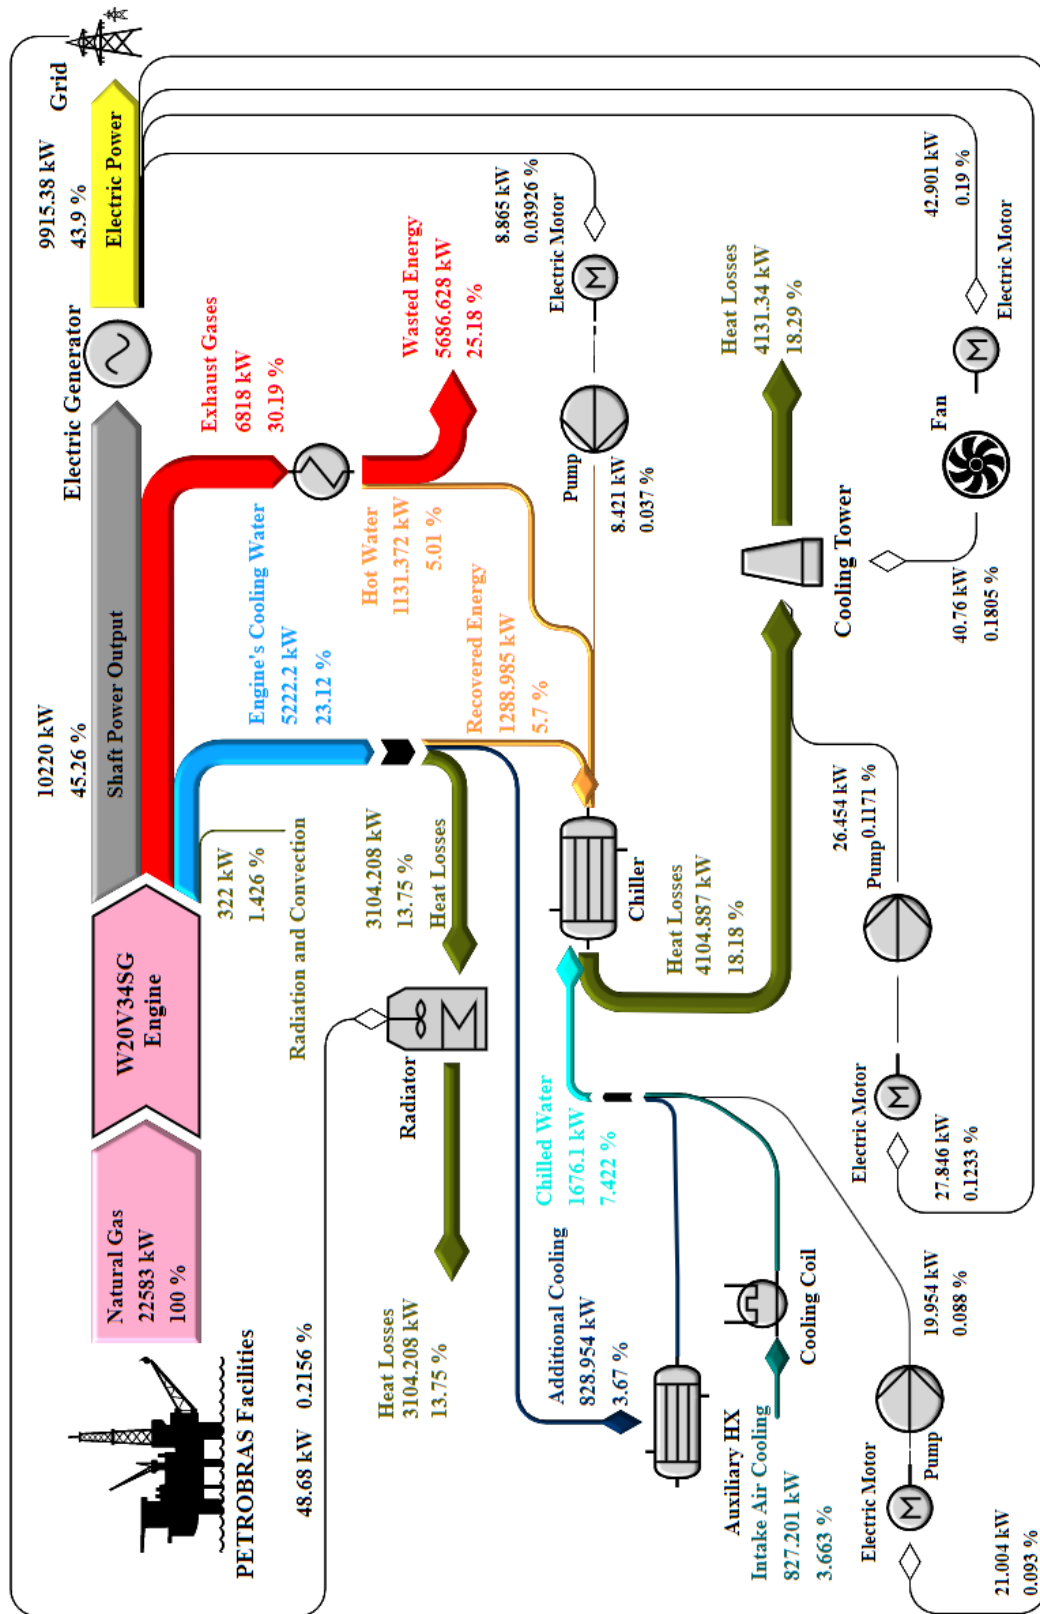 PETROBRAS Facilities
Natural Gas
22583 kW
100 %
W20V34SG
Engine
10220 kW
45.26 %
Shaft Power Output
Electric Generator
9915.38 kW
43.9 %
Electric Power
Grid
48.68 kW 0.2156 %
322 kW
1.426 %
Radiation and Convection
Engine's Cooling Water
5222.2 kW
23.12 %
Exhaust Gases
6818 kW
30.19 %
Hot Water
1131.372 kW
5.01 %
Wasted Energy
5686.628 kW
25.18 %
Recovered Energy
1288.985 kW
5.7 %
3104.208 kW
13.75 %
Heat Losses
Radiator
Heat Losses
3104.208 kW
13.75 %
8.865 kW
0.03926 %
Electric Motor
Pump
8.421 kW
0.037 %
Additional Cooling
828.954 kW
3.67 %
Chilled Water
1676.1 kW
7.422 %
Chiller
Heat Losses
4104.887 kW
18.18 %
Heat Losses
4131.34 kW
18.29 %
Cooling Tower
Auxiliary HX
Intake Air Cooling
827.201 kW
3.663 %
Cooling Coil
26.454 kW
0.1171 %
Pump
Electric Motor
27.846 kW
0.1233 %
Fan
40.76 kW
0.1805 %
42.901 kW
0.19 %
Electric Motor
19.954 kW
0.088 %
Pump
Electric Motor
21.004 kW
0.093 %
M
M
M
M